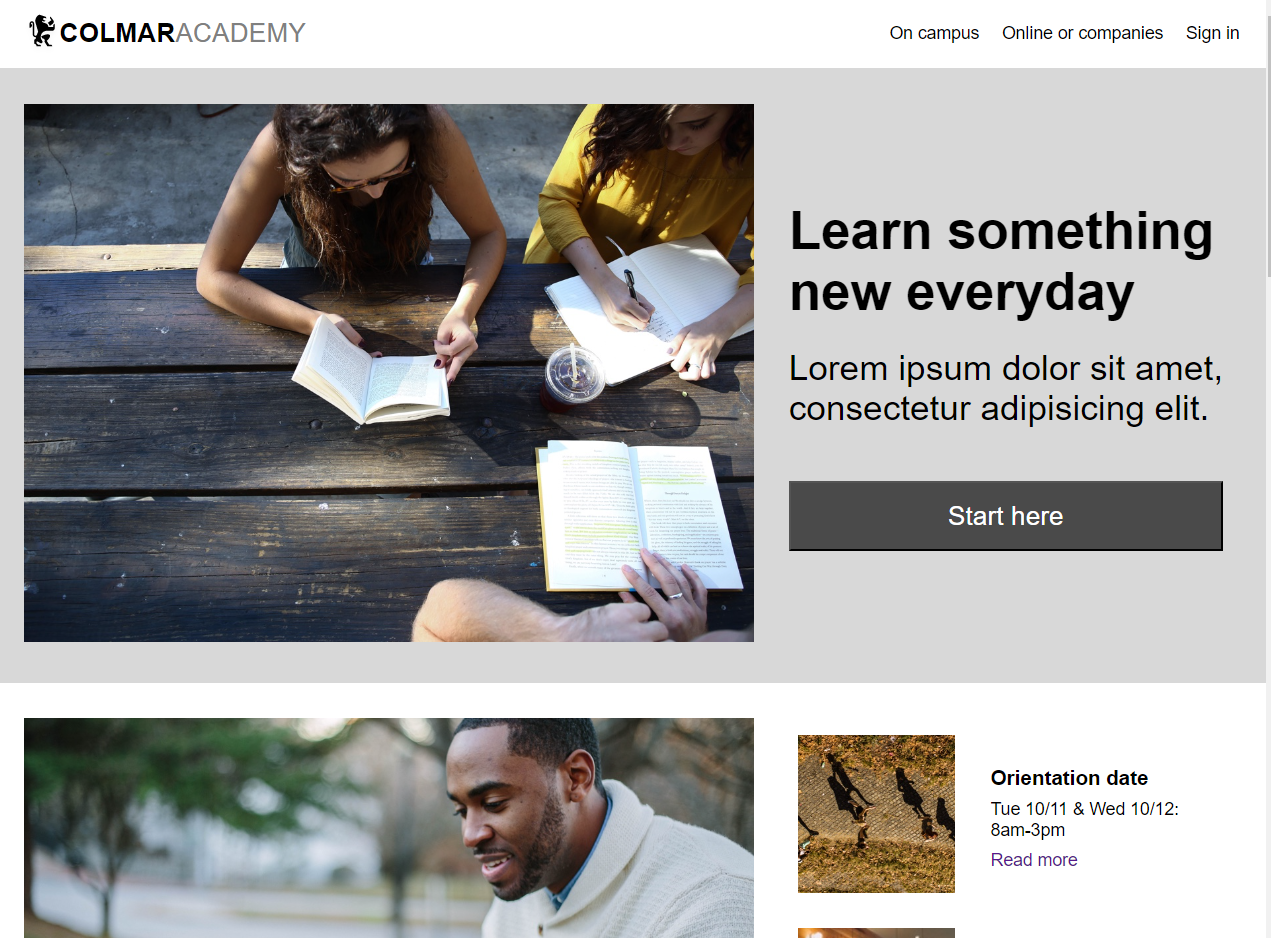 COLMARACADEMY
On campus Online or companies Sign in
Learn something
new everyday
Lorem ipsum dolor sit amet,
consectetur adipisicing elit.
Start here
Orientation date
Tue 10/11 & Wed 10/12:
8am-3pm
Read more